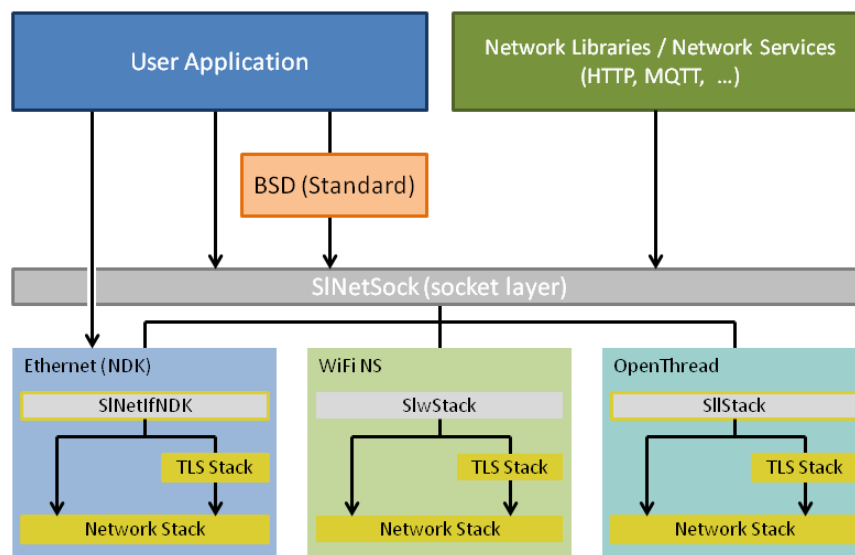 User Application
Network Libraries / Network Services
(HTTP, MQTT, ...)
BSD (Standard)
SlNetSock (socket layer)
Ethernet (NDK)
SlNetIfNDK
TLS Stack
Network Stack
WiFi NS
SlwStack
TLS Stack
Network Stack
OpenThread
SllStack
TLS Stack
Network Stack